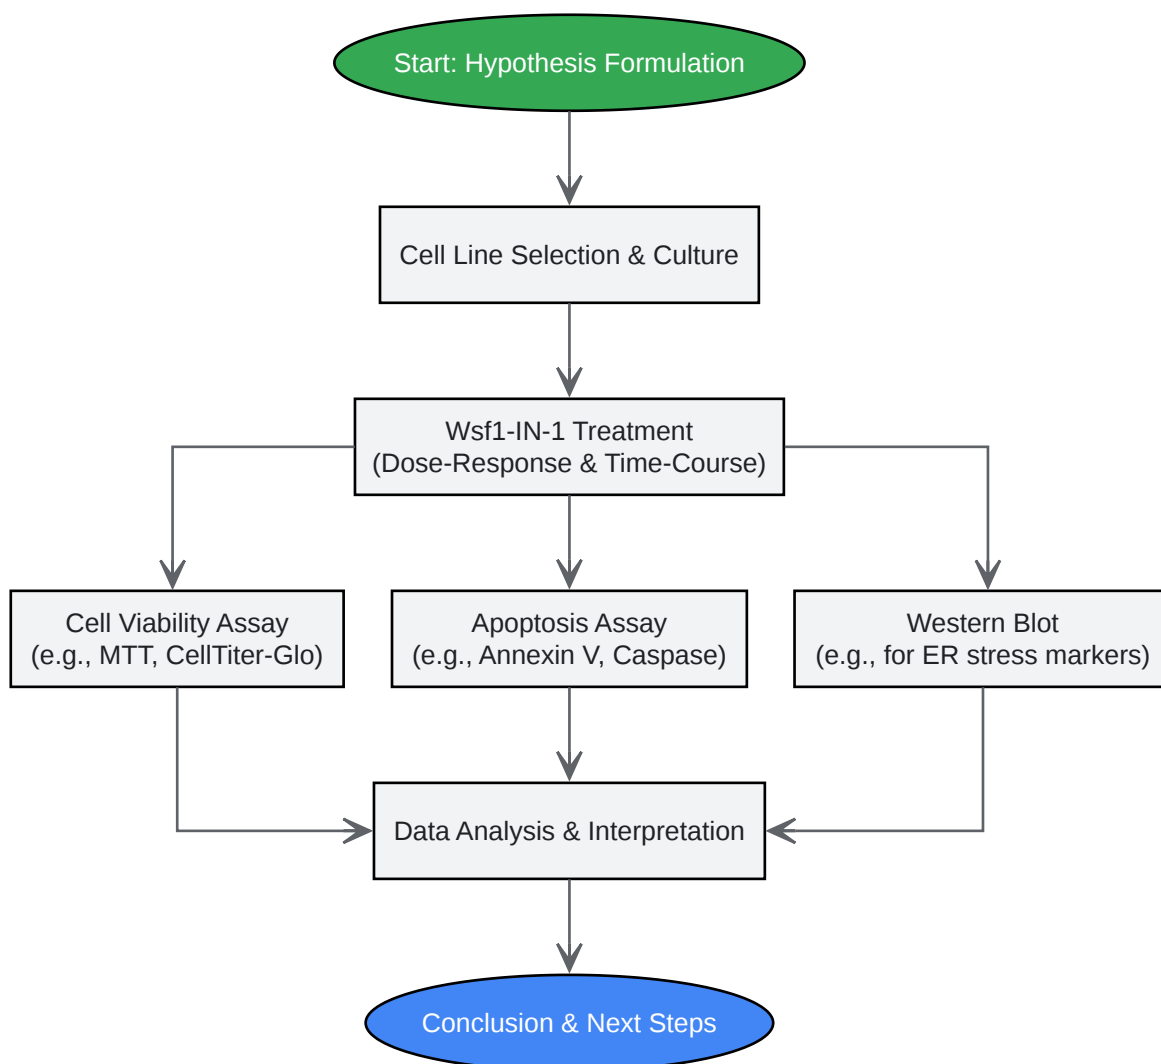 Start: Hypothesis Formulation
Cell Line Selection & Culture
Wsf1-IN-1 Treatment
(Dose-Response & Time-Course)
Cell Viability Assay
(e.g., MTT, CellTiter-Glo)
Apoptosis Assay
(e.g., Annexin V, Caspase)
Western Blot
(e.g., for ER stress markers)
Data Analysis & Interpretation
Conclusion & Next Steps